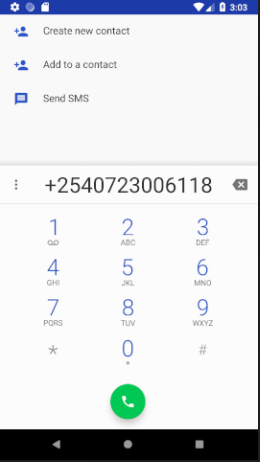 3:03
Create new contact
Add to a contact
Send SMS
+2540723006118
1 2 3
ABC DEF
4 5 6
GHI JKL MNO
7 8 9
PQRS TUV WXYZ
* 0 #
+